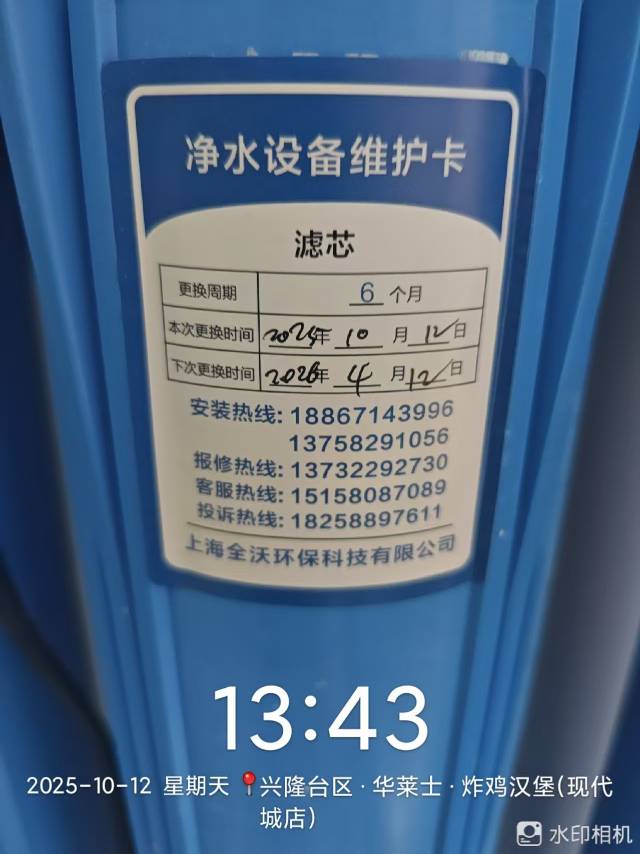 净水设备维护卡
滤芯
更换周期 6 个月
本次更换时间 2025年 10 月 12 日
下次更换时间 2026年 4 月 12 日
安装热线: 18867143996
13758291056
报修热线: 13732292730
客服热线: 15158087089
投诉热线: 18258897611
上海全沃环保科技有限公司
13:43
2025-10-12 星期天 兴隆台区·华莱士·炸鸡汉堡(现代
城店)
水印相机